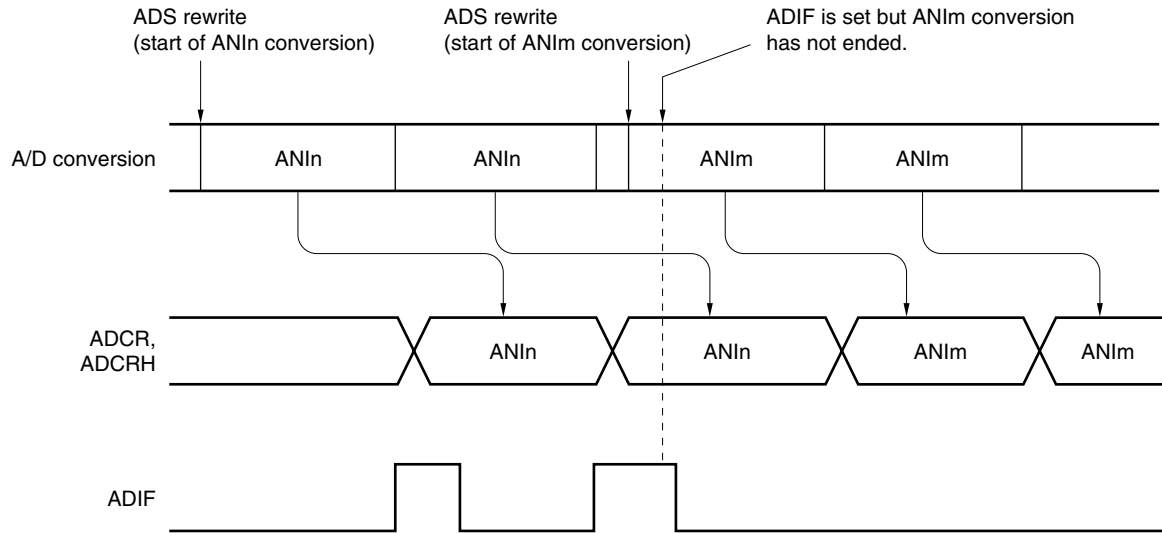 ADS rewrite
(start of ANIn conversion)
ADS rewrite
(start of ANIm conversion)
ADIF is set but ANIm conversion
has not ended.
A/D conversion
ANIn
ANIn
ANIm
ANIm
ADCR,
ADCRH
ANIn
ANIn
ANIm
ANIm
ADIF